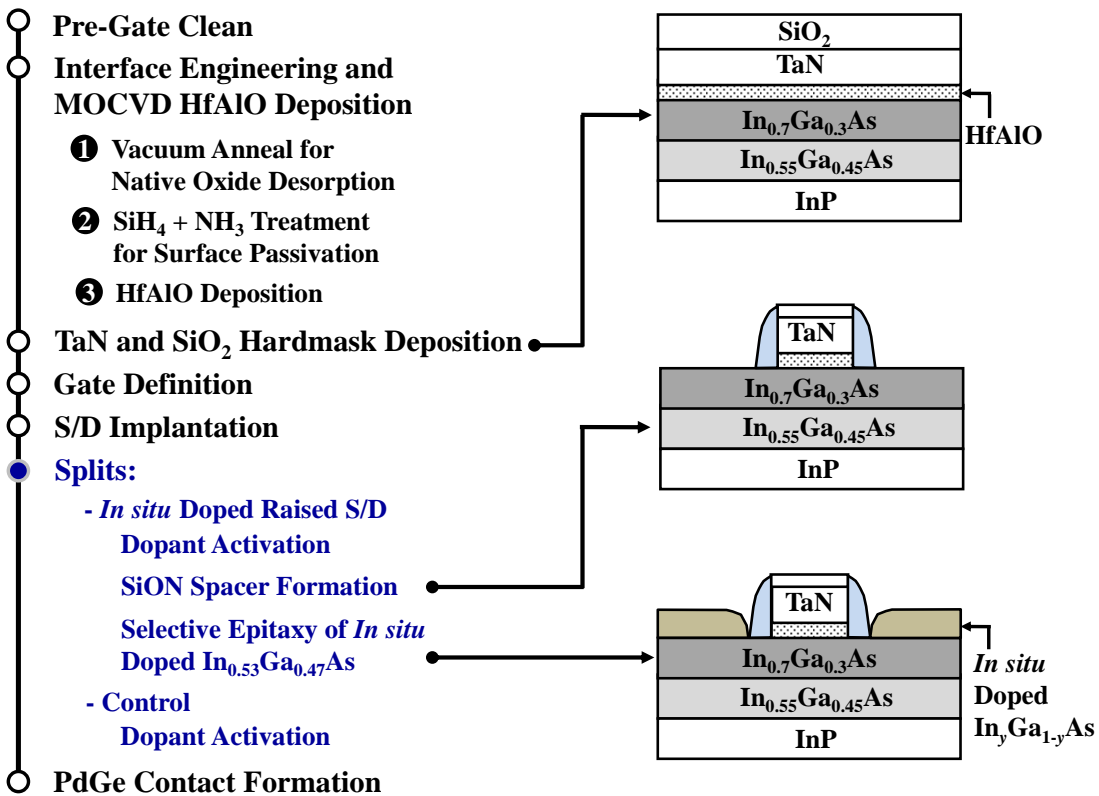 Pre-Gate Clean
Interface Engineering and
MOCVD HfAlO Deposition
❶ Vacuum Anneal for
Native Oxide Desorption
❷ SiH₄ + NH₃ Treatment
for Surface Passivation
❸ HfAlO Deposition
TaN and SiO₂ Hardmask Deposition
Gate Definition
S/D Implantation
Splits:
- In situ Doped Raised S/D
Dopant Activation
SiON Spacer Formation
Selective Epitaxy of In situ
Doped In₀.₅₃Ga₀.₄₇As
- Control
Dopant Activation
PdGe Contact Formation
SiO₂
TaN
In₀.₇Ga₀.₃As
In₀.₅₅Ga₀.₄₅As
InP
HfAlO
TaN
In₀.₇Ga₀.₃As
In₀.₅₅Ga₀.₄₅As
InP
TaN
In₀.₇Ga₀.₃As
In₀.₅₅Ga₀.₄₅As
InP
In situ
Doped
InyGa1-yAs